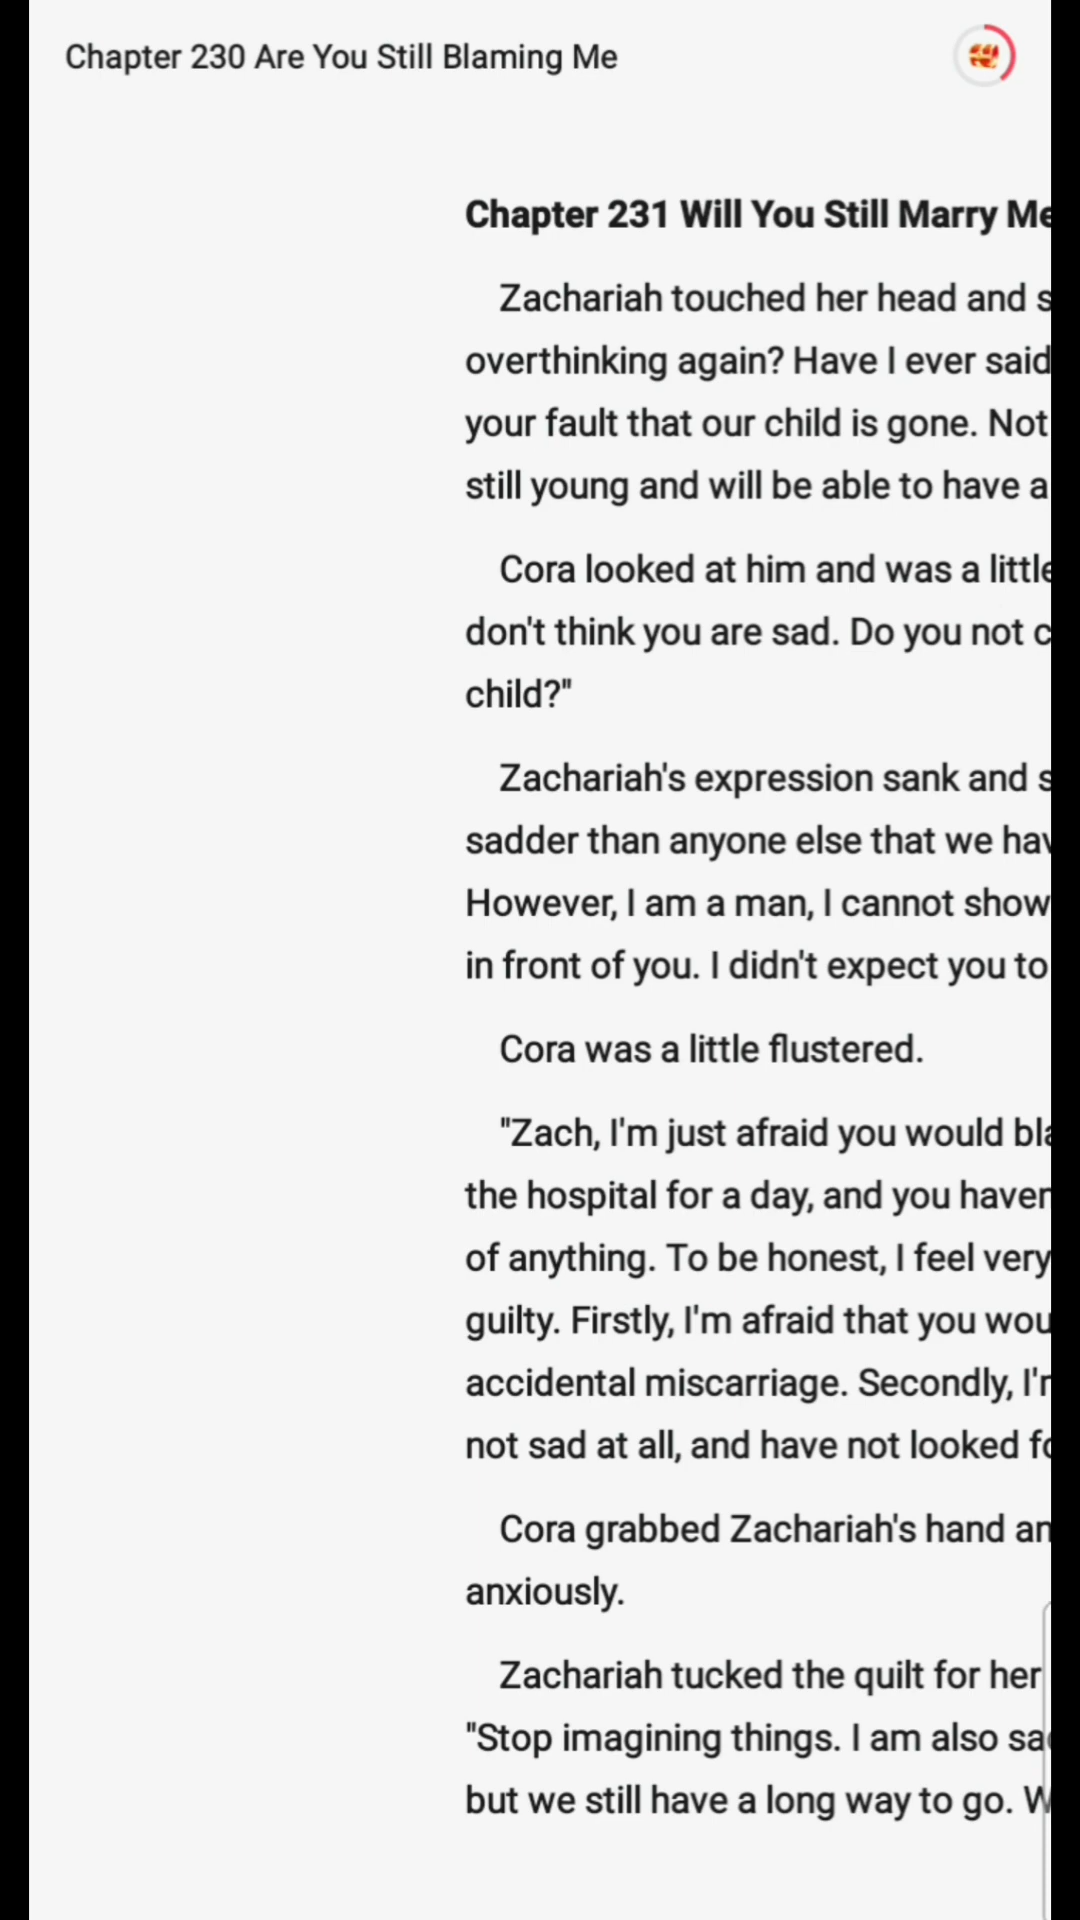 Chapter 230 Are You Still Blaming Me
Chapter 231 Will You Still Marry Me
Zachariah touched her head and
overthinking again? Have I ever said
your fault that our child is gone. Not
still young and will be able to have a
Cora looked at him and was a little
don't think you are sad. Do you not
child?"
Zachariah's expression sank and
sadder than anyone else that we
However, I am a man, I cannot show
in front of you. I didn't expect you to
Cora was a little flustered.
"Zach, I'm just afraid you would
the hospital for a day, and you
of anything. To be honest, I feel very
guilty. Firstly, I'm afraid that you
accidental miscarriage. Secondly,
not sad at all, and have not looked
Cora grabbed Zachariah's hand
anxiously.
Zachariah tucked the quilt for her
"Stop imagining things. I am also
but we still have a long way to go.